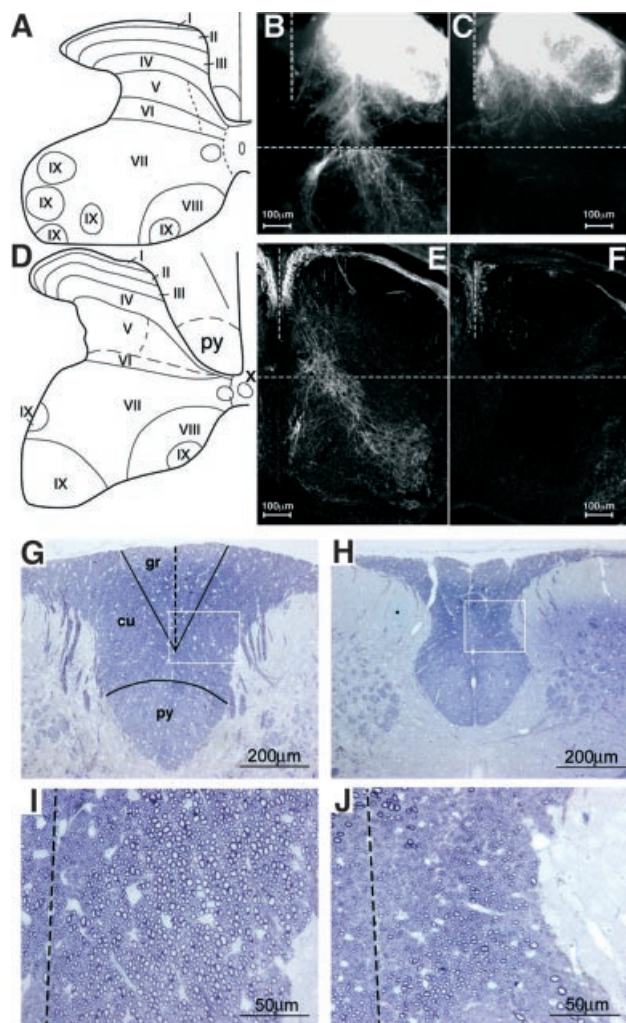 A
I
II
III
IV
V
VI
VII
IX
IX
IX
IX
VIII
IX
B
100µm
C
100µm
D
I
II
III
IV
V
py
VI
X
VII
IX
VIII
IX
IX
E
100µm
F
100µm
G
gr
cu
py
200µm
H
200µm
I
50µm
J
50µm